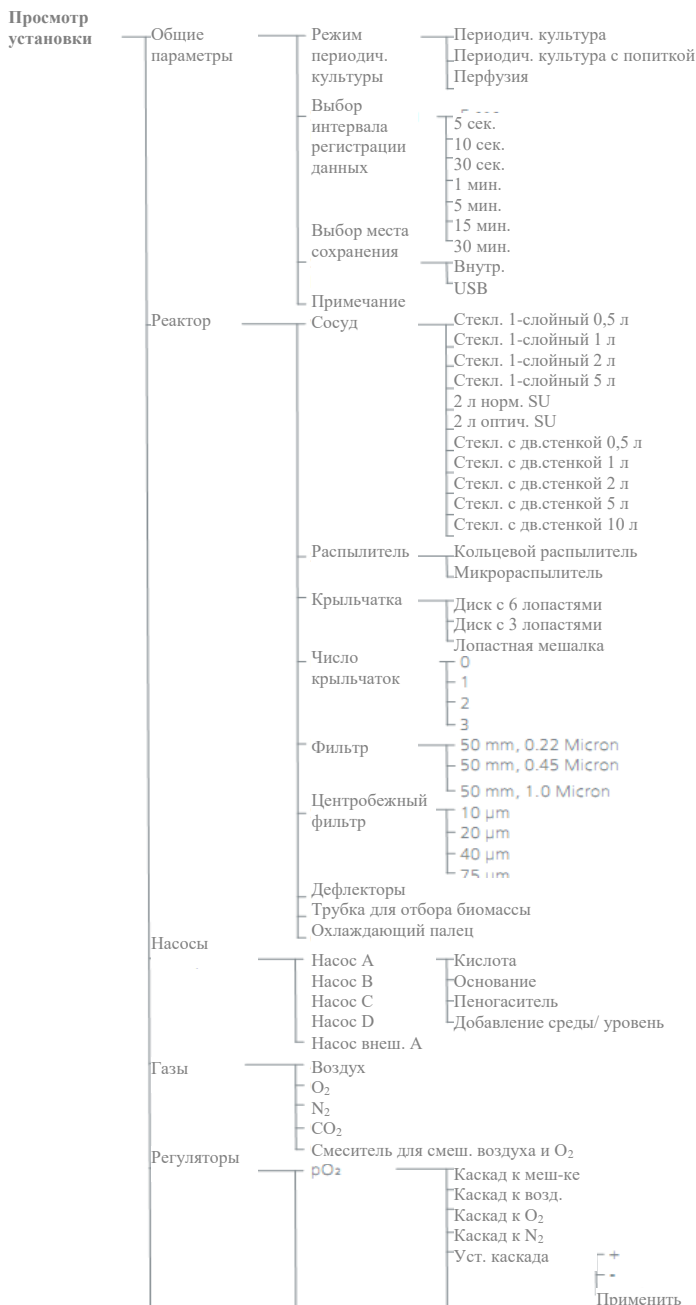 Просмотр
установки
Общие
параметры
Режим
периодич.
культуры
Периодич. культура
Периодич. культура с попиткой
Перфузия
Выбор
интервала
регистрации
данных
5 сек.
10 сек.
30 сек.
1 мин.
5 мин.
15 мин.
30 мин.
Выбор места
сохранения
Внутр.
USB
Примечание
Реактор
Сосуд
Стекл. 1-слойный 0,5 л
Стекл. 1-слойный 1 л
Стекл. 1-слойный 2 л
Стекл. 1-слойный 5 л
2 л норм. SU
2 л оптич. SU
Стекл. с дв.стенкой 0,5 л
Стекл. с дв.стенкой 1 л
Стекл. с дв.стенкой 2 л
Стекл. с дв.стенкой 5 л
Стекл. с дв.стенкой 10 л
Распылитель
Кольцевой распылитель
Микрораспылитель
Крыльчатка
Диск с 6 лопастями
Диск с 3 лопастями
Лопастная мешалка
Число
крыльчаток
0
1
2
3
Фильтр
50 mm, 0.22 Micron
50 mm, 0.45 Micron
50 mm, 1.0 Micron
Центробежный
фильтр
10 µm
20 µm
40 µm
75 µm
Дефлекторы
Трубка для отбора биомассы
Охлаждающий палец
Насосы
Насос А
Насос В
Насос С
Насос D
Насос внеш. А
Кислота
Основание
Пеногаситель
Добавление среды/ уровень
Газы
Воздух
O₂
N₂
CO₂
Смеситель для смеш. воздуха и O₂
Регуляторы
pO₂
Каскад к меш-ке
Каскад к возд.
Каскад к O₂
Каскад к N₂
Уст. каскада
+
-
Применить